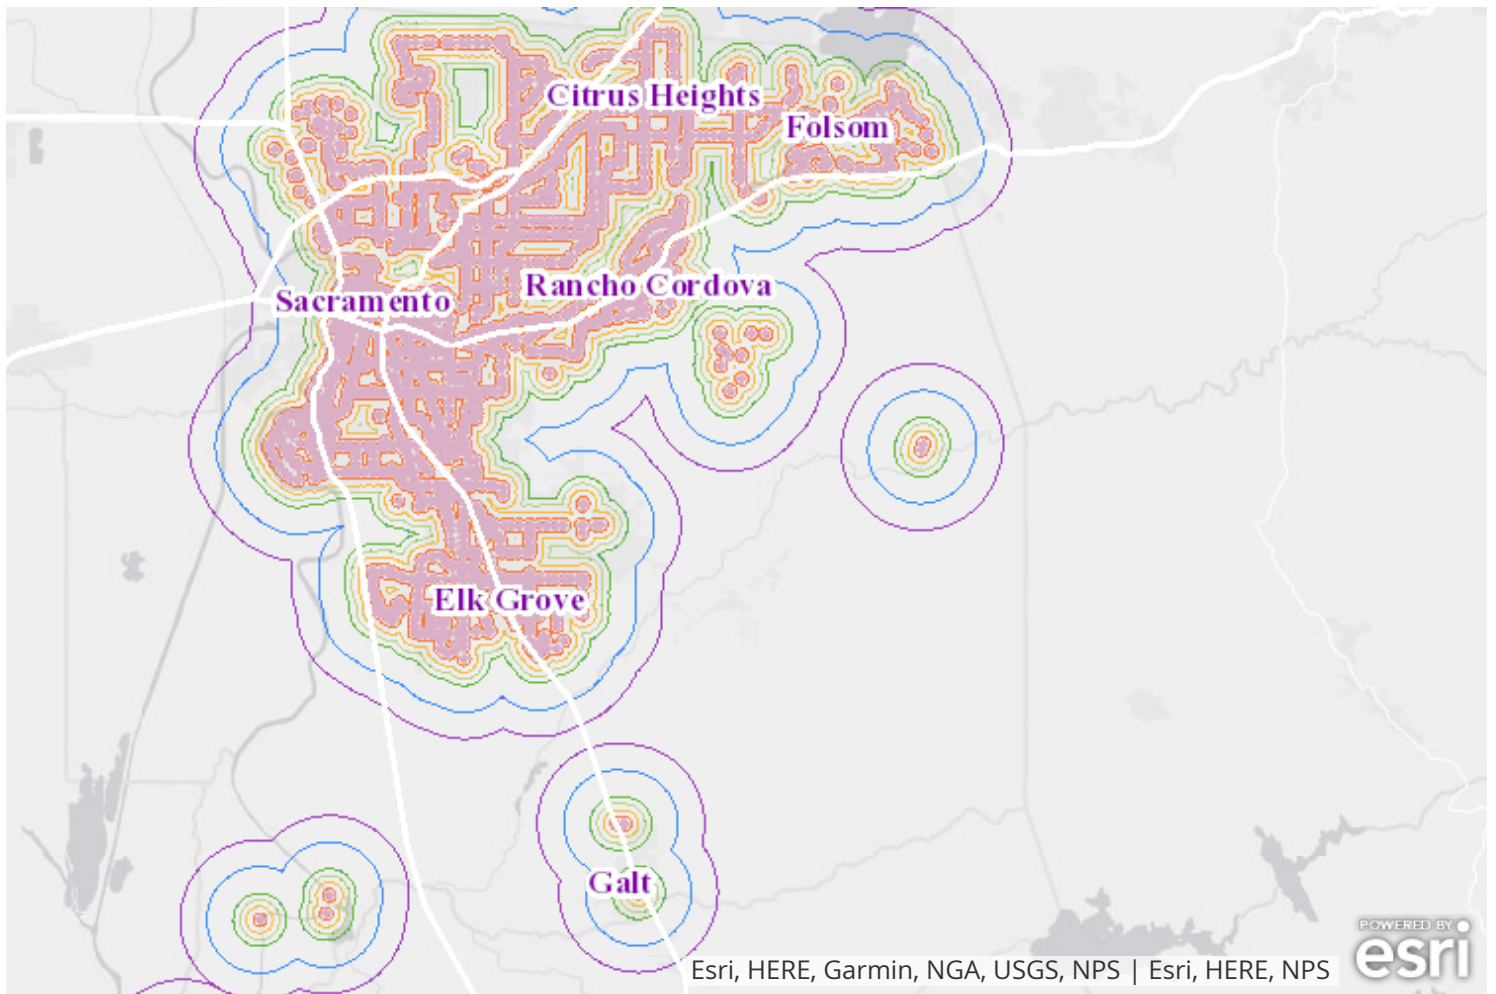 Citrus Heights
Folsom
Rancho Cordova
Sacramento
Elk Grove
Galt
POWERED BY
esri
Esri, HERE, Garmin, NGA, USGS, NPS | Esri, HERE, NPS